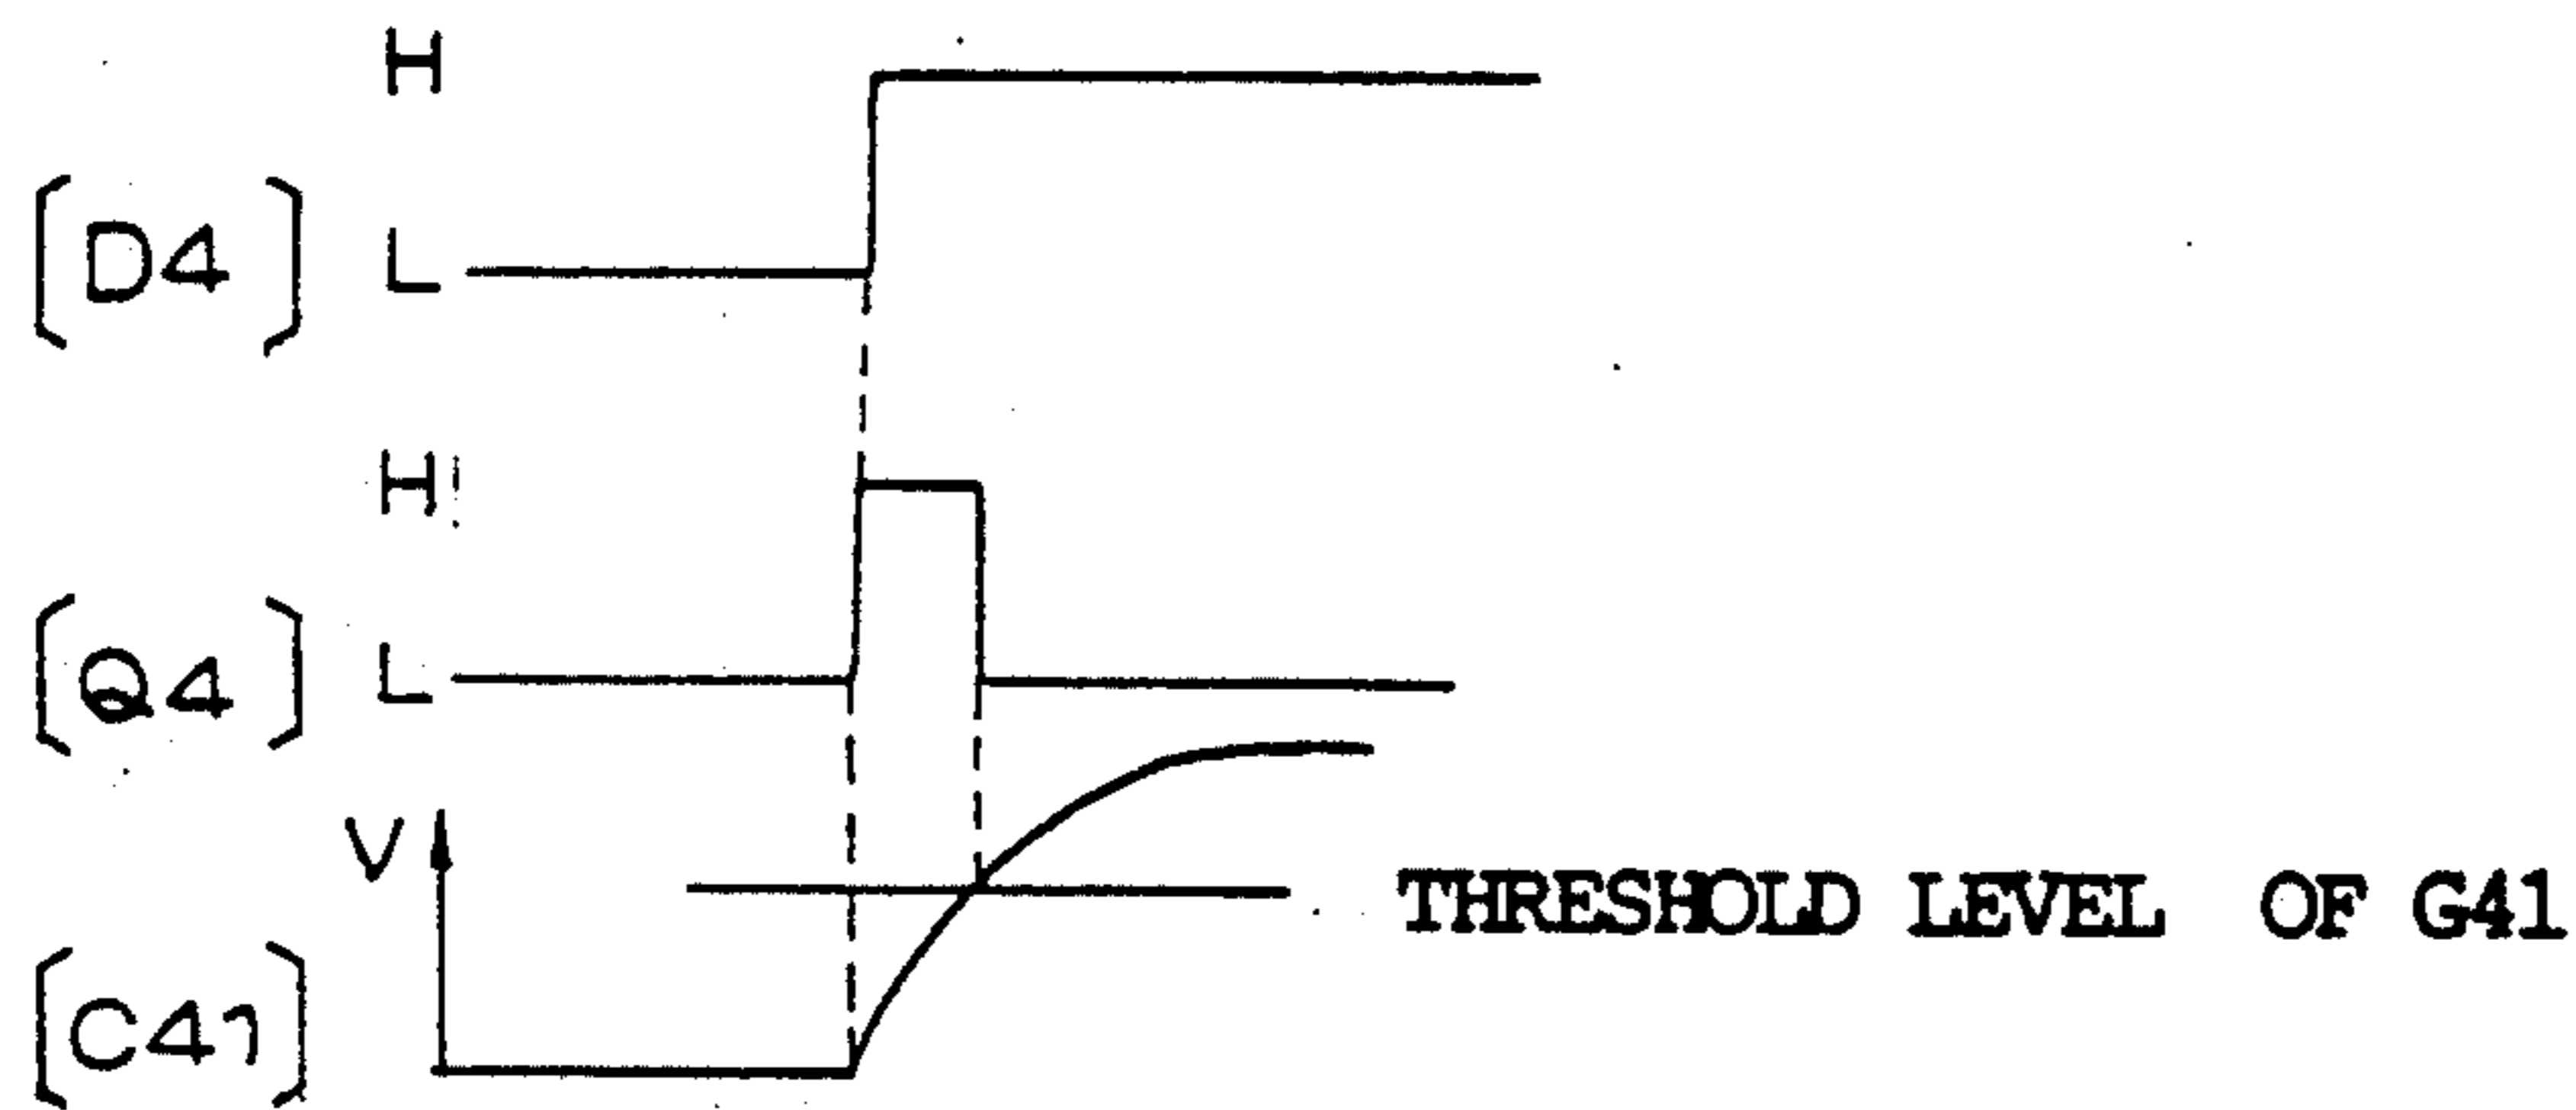 H
[D4] L
H
[Q4] L
V
THRESHOLD LEVEL OF G41
[C41]